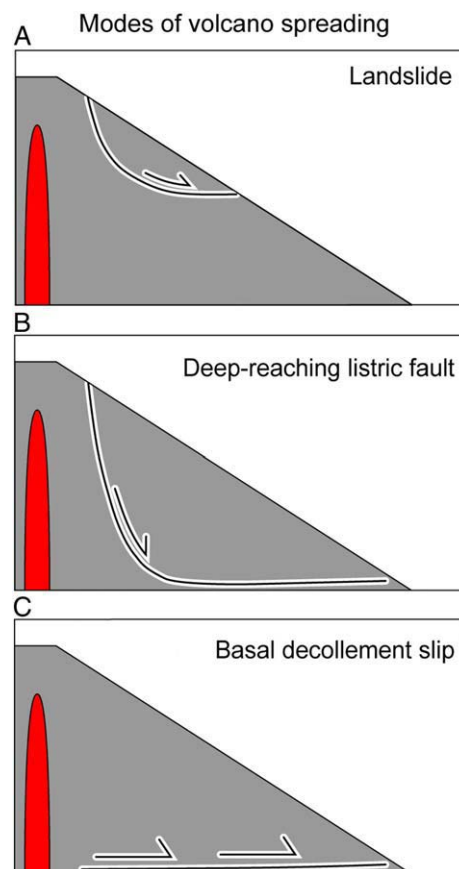 Modes of volcano spreading
A
Landslide
B
Deep-reaching listric fault
C
Basal decollement slip